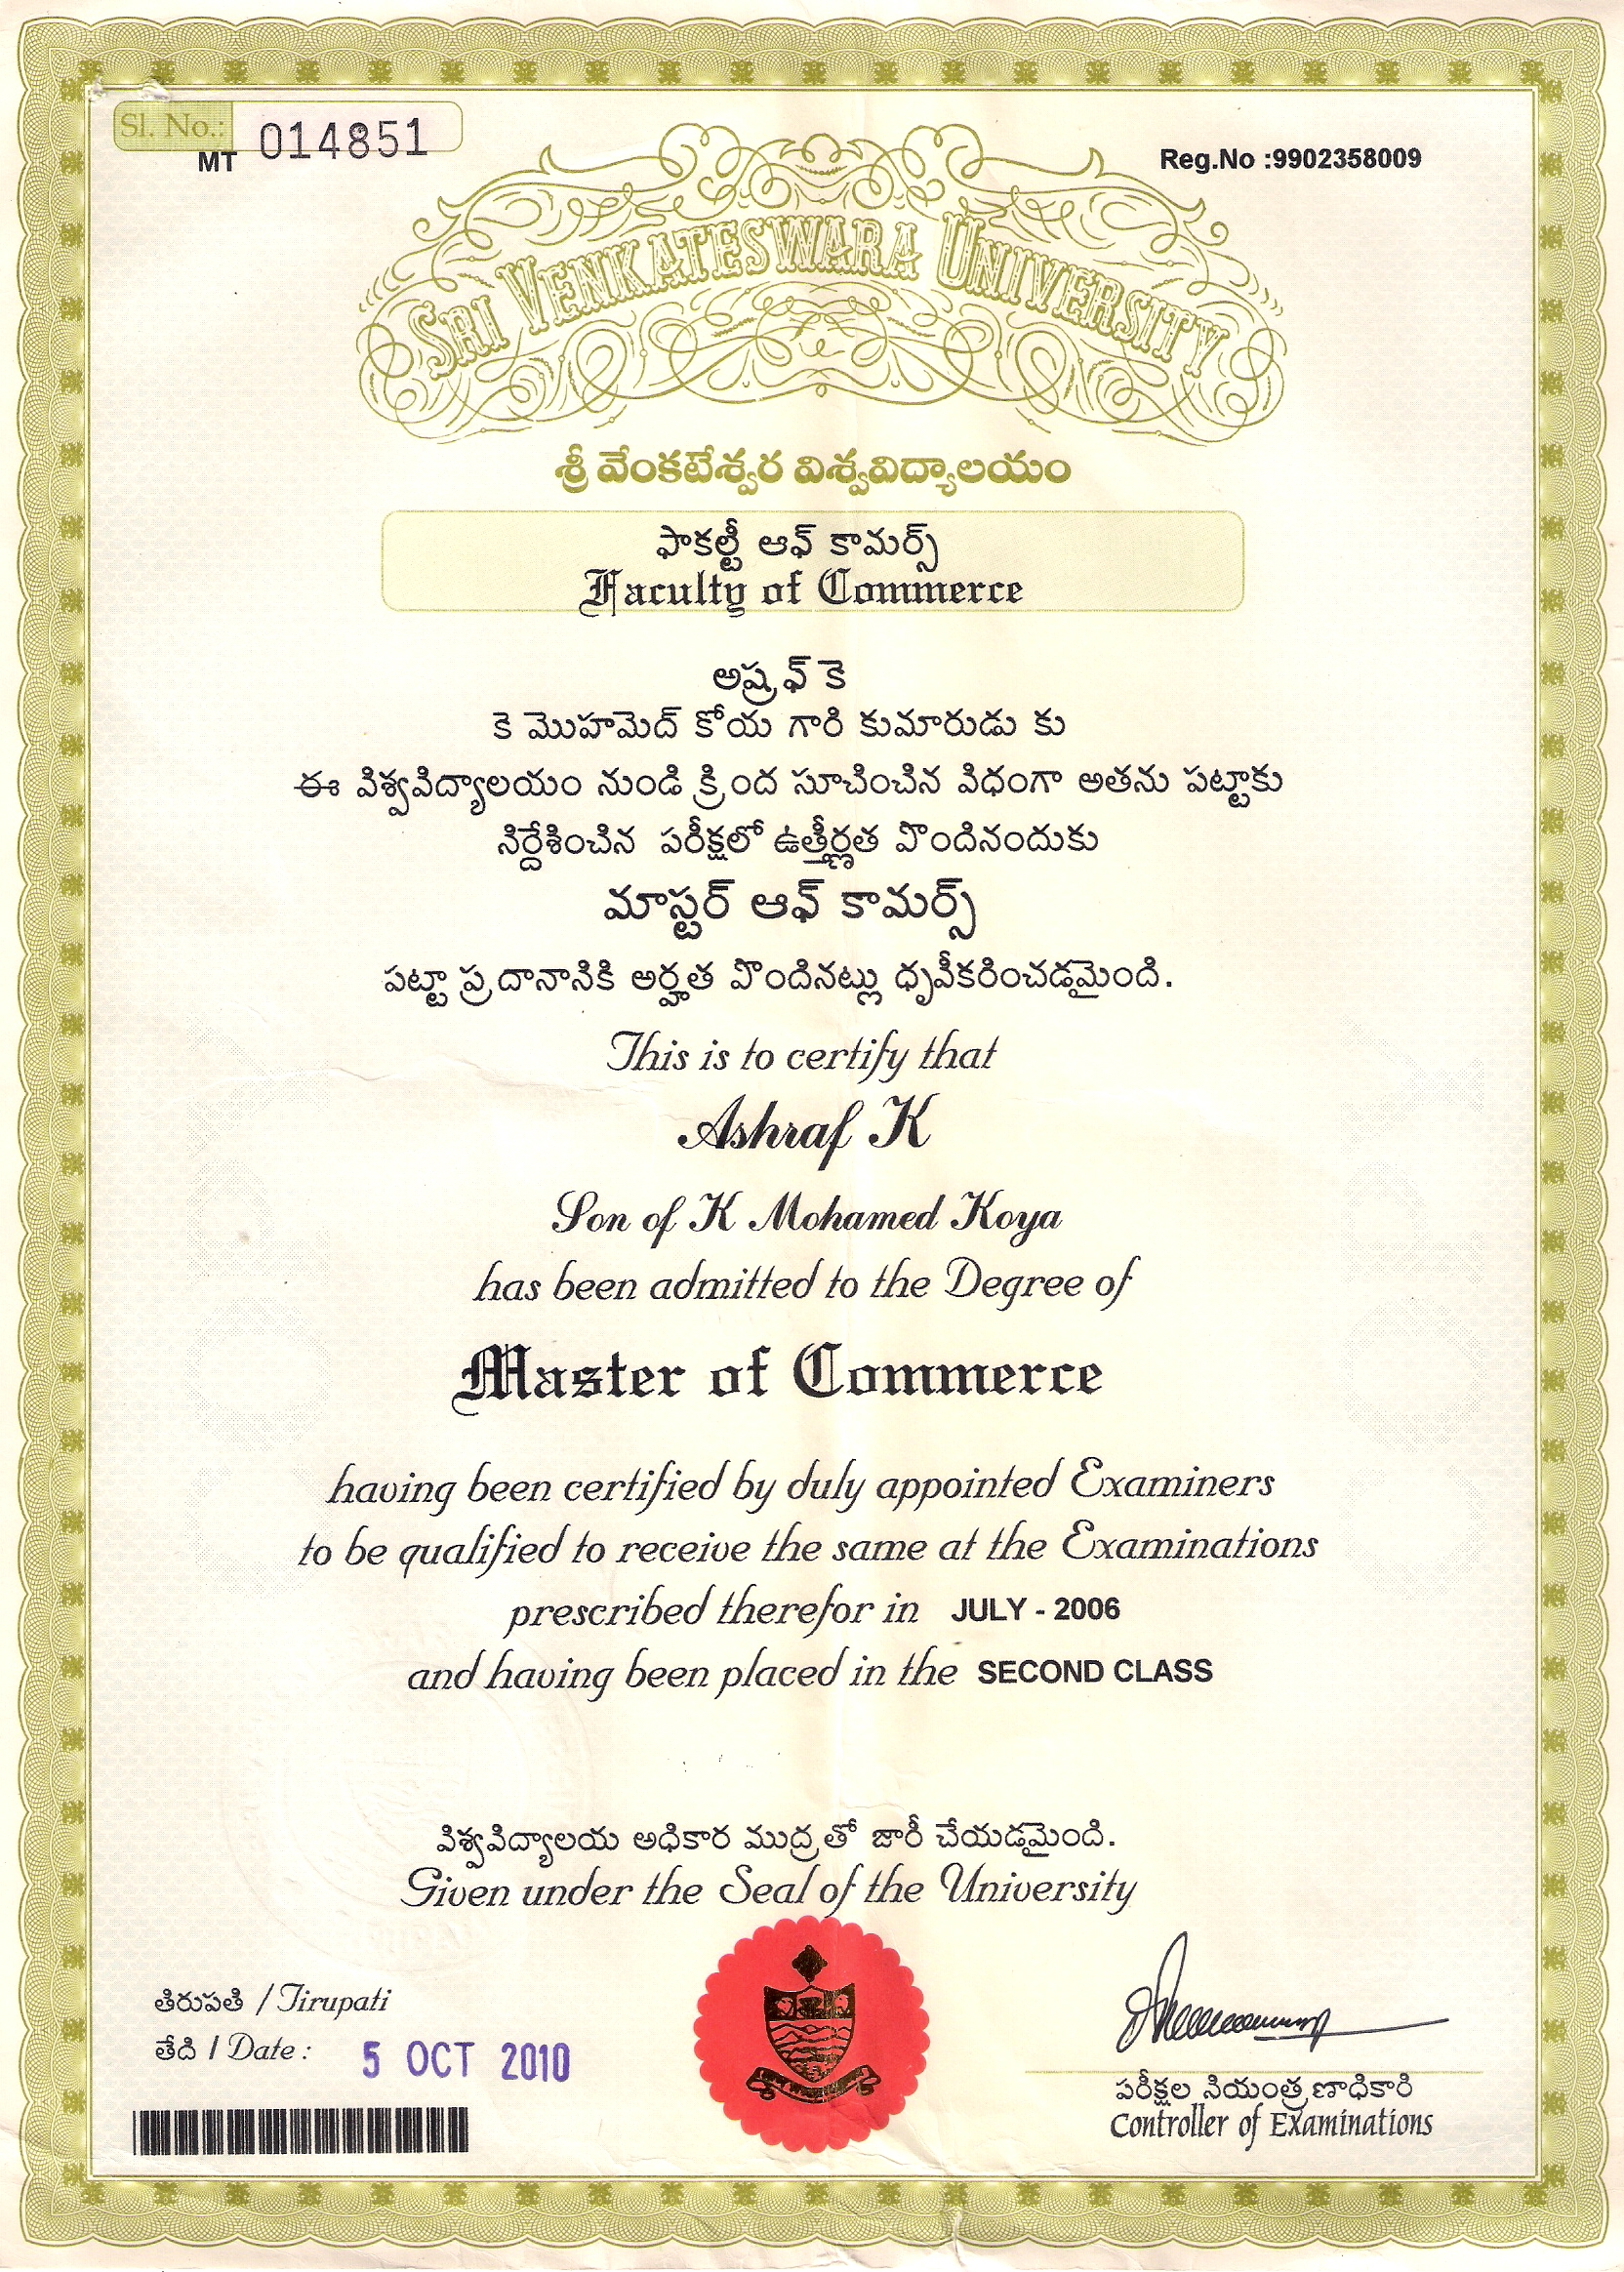 Sl. No.: MT 014851
Reg.No :9902358009
SRI VENKATESWARA UNIVERSITY
శ్రీ వేంకటేశ్వర విశ్వవిద్యాలయం
ఫాకల్టీ ఆఫ్ కామర్స్
Faculty of Commerce
అష్రఫ్ కె
కె మొహమెద్ కోయ గారి కుమారుడు కు
ఈ విశ్వవిద్యాలయం నుండి క్రింద సూచించిన విధంగా అతను పట్టాకు
నిర్దేశించిన పరీక్షలో ఉత్తీర్ణత పొందినందుకు
మాస్టర్ ఆఫ్ కామర్స్
పట్టా ప్రదానానికి అర్హత పొందినట్లు ధృవీకరించడమైంది.
This is to certify that
Ashraf K
Son of K Mohamed Koya
has been admitted to the Degree of
Master of Commerce
having been certified by duly appointed Examiners
to be qualified to receive the same at the Examinations
prescribed therefor in JULY - 2006
and having been placed in the SECOND CLASS
విశ్వవిద్యాలయ అధికార ముద్రతో జారీ చేయడమైంది.
Given under the Seal of the University
తిరుపతి / Tirupati
తేది / Date : 5 OCT 2010
పరీక్షల నియంత్రణాధికారి
Controller of Examinations